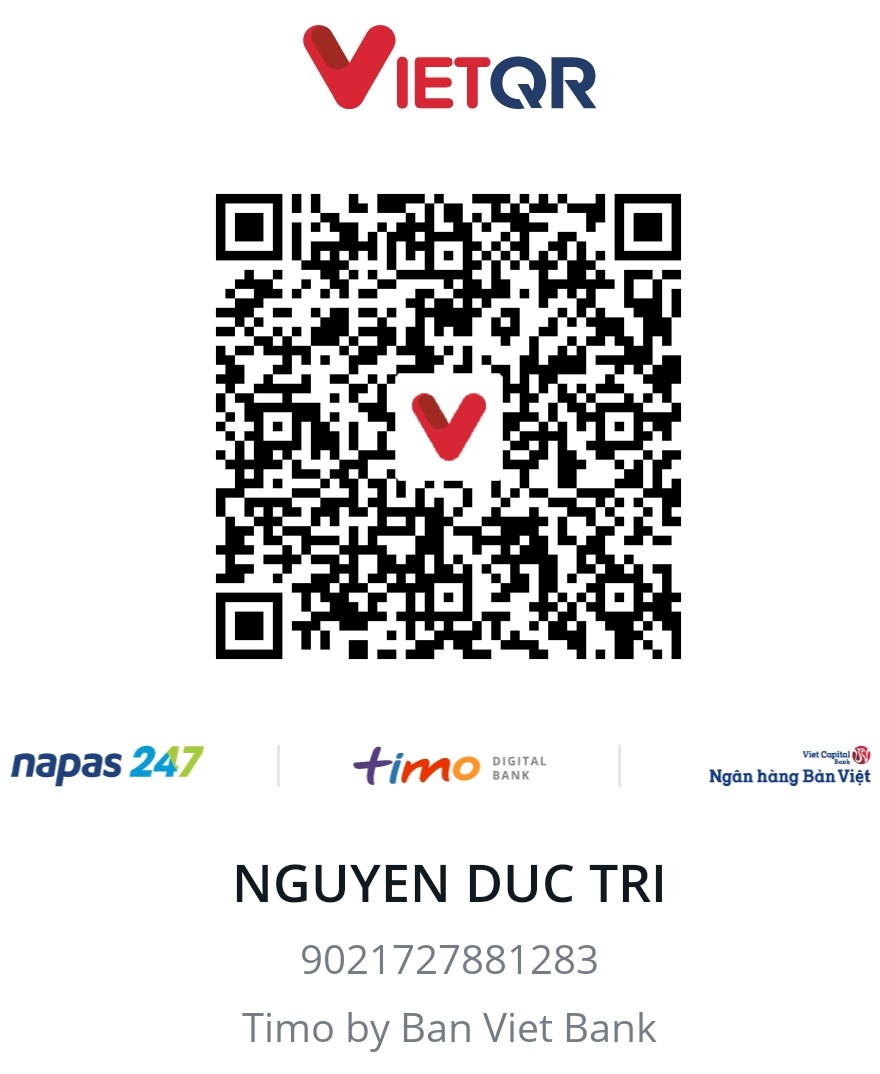 VIETQR
napas 247
timo DIGITAL BANK
Viet Capital Bank
Ngân hàng Bản Việt
NGUYEN DUC TRI
9021727881283
Timo by Ban Viet Bank